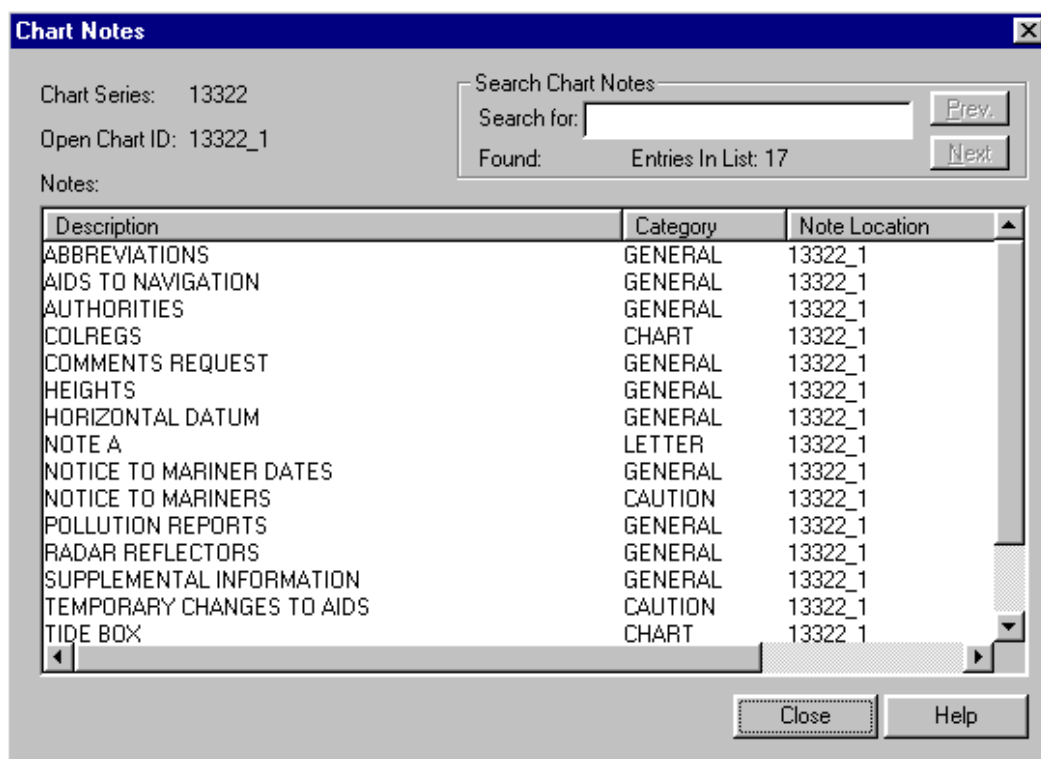 Chart Notes
Chart Series: 13322
Open Chart ID: 13322_1
Search Chart Notes
Search for:
Prev.
Found: Entries In List: 17
Next
Notes:
Description Category Note Location
ABBREVIATIONS GENERAL 13322_1
AIDS TO NAVIGATION GENERAL 13322_1
AUTHORITIES GENERAL 13322_1
COLREGS CHART 13322_1
COMMENTS REQUEST GENERAL 13322_1
HEIGHTS GENERAL 13322_1
HORIZONTAL DATUM GENERAL 13322_1
NOTE A LETTER 13322_1
NOTICE TO MARINER DATES GENERAL 13322_1
NOTICE TO MARINERS CAUTION 13322_1
POLLUTION REPORTS GENERAL 13322_1
RADAR REFLECTORS GENERAL 13322_1
SUPPLEMENTAL INFORMATION GENERAL 13322_1
TEMPORARY CHANGES TO AIDS CAUTION 13322_1
TIDE BOX CHART 13322_1
Close Help